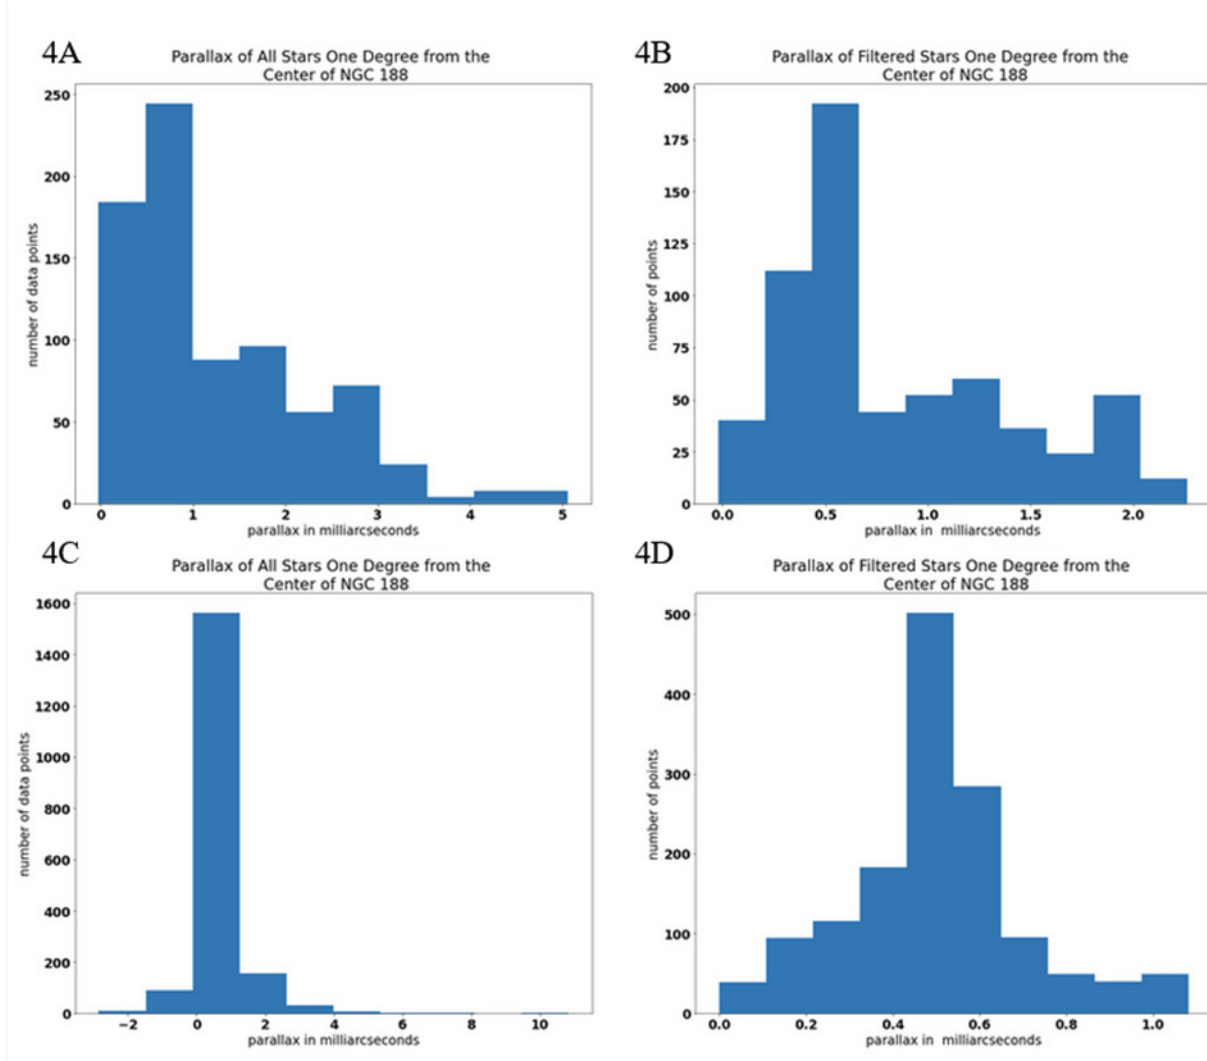 4A
Parallax of All Stars One Degree from the
Center of NGC 188
250
200
150
100
50
0
number of data points
0 1 2 3 4 5
parallax in milliarcseconds
4B
Parallax of Filtered Stars One Degree from the
Center of NGC 188
200
175
150
125
100
75
50
25
0
number of points
0.0 0.5 1.0 1.5 2.0
parallax in milliarcseconds
4C
Parallax of All Stars One Degree from the
Center of NGC 188
1600
1400
1200
1000
800
600
400
200
0
number of data points
−2 0 2 4 6 8 10
parallax in milliarcseconds
4D
Parallax of Filtered Stars One Degree from the
Center of NGC 188
500
400
300
200
100
0
number of points
0.0 0.2 0.4 0.6 0.8 1.0
parallax in milliarcseconds